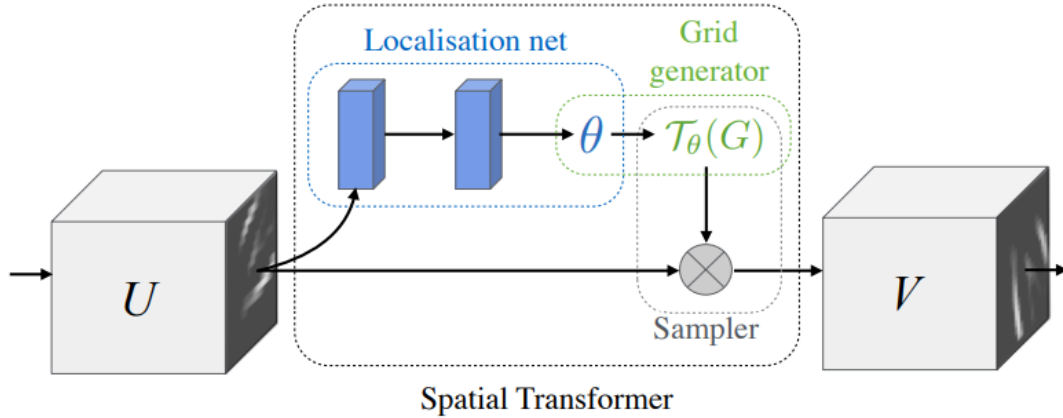 Localisation net
Grid
generator
θ
𝒯θ(G)
U
V
Sampler
Spatial Transformer